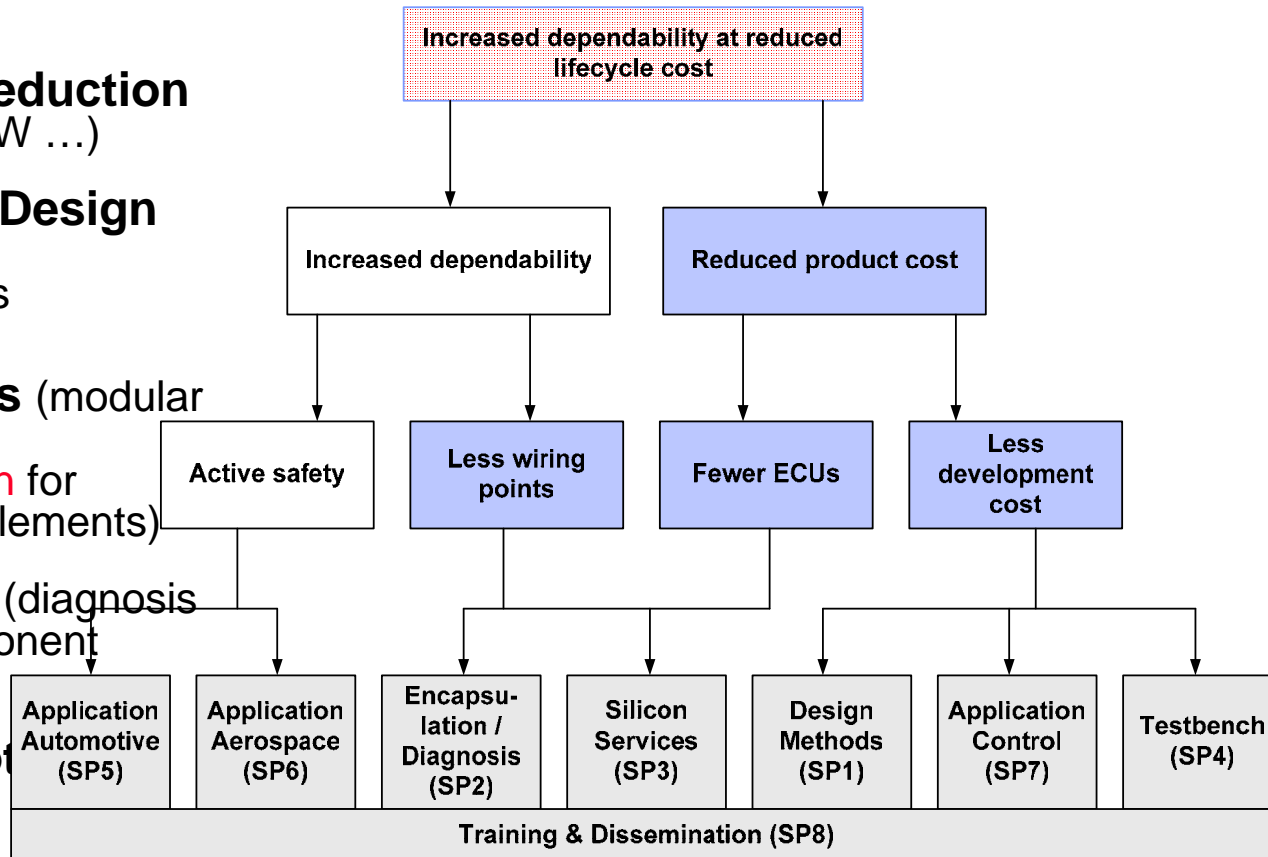 Increased dependability at reduced
lifecycle cost
eduction
W …)
Design
s
s (modular
n for
lements)
(diagnosis
onent
ot
Increased dependability
Reduced product cost
Active safety
Less wiring
points
Fewer ECUs
Less
development
cost
Application
Automotive
(SP5)
Application
Aerospace
(SP6)
Encapsu-
lation /
Diagnosis
(SP2)
Silicon
Services
(SP3)
Design
Methods
(SP1)
Application
Control
(SP7)
Testbench
(SP4)
Training & Dissemination (SP8)